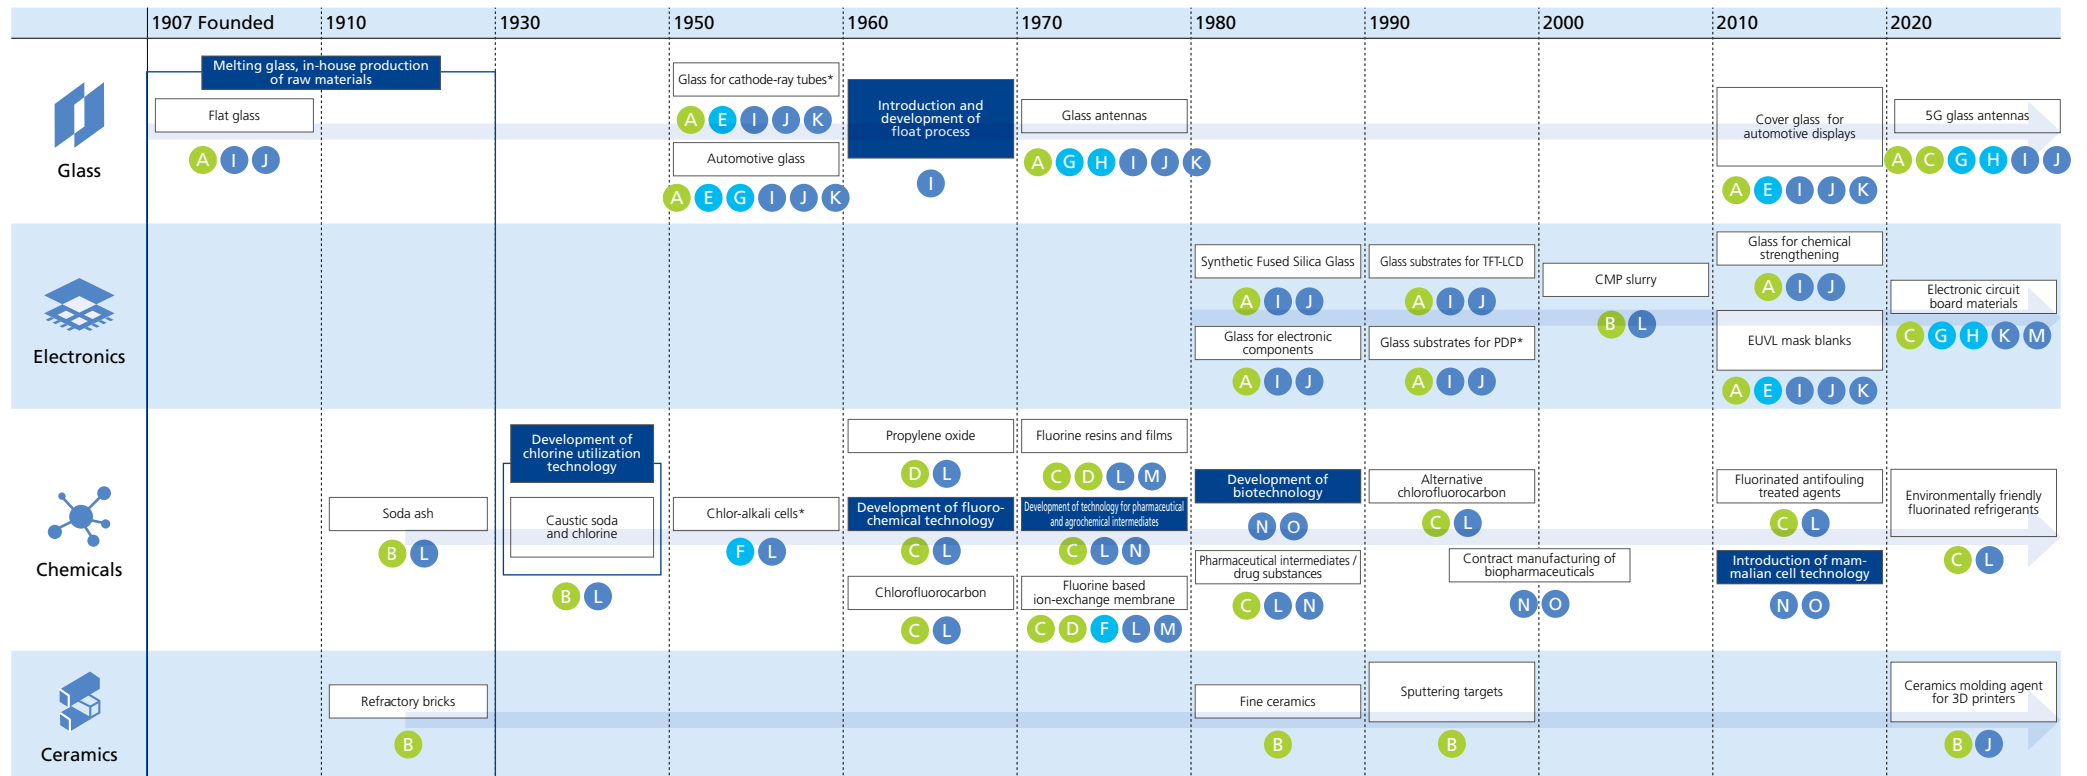 1907 Founded
1910
1930
1950
1960
1970
1980
1990
2000
2010
2020
Glass
Melting glass, in-house production
of raw materials
Flat glass
A I J
Glass for cathode-ray tubes*
A E I J K
Automotive glass
A E G I J K
Introduction and
development of
float process
I
Glass antennas
A G H I J K
Cover glass for
automotive displays
A E I J K
5G glass antennas
A C G H I J
Electronics
Synthetic Fused Silica Glass
A I J
Glass for electronic
components
A I J
Glass substrates for TFT-LCD
A I J
Glass substrates for PDP*
A I J
CMP slurry
B L
Glass for chemical
strengthening
A I J
EUVL mask blanks
A E I J K
Electronic circuit
board materials
C G H K M
Chemicals
Soda ash
B L
Development of
chlorine utilization
technology
Caustic soda
and chlorine
B L
Chlor-alkali cells*
F L
Propylene oxide
D L
Development of fluoro-
chemical technology
C L
Chlorofluorocarbon
C L
Fluorine resins and films
C D L M
Development of technology for pharmaceutical
and agrochemical intermediates
C L N
Fluorine based
ion-exchange membrane
C D F L M
Development of
biotechnology
N O
Pharmaceutical intermediates /
drug substances
C L N
Alternative
chlorofluorocarbon
C L
Contract manufacturing of
biopharmaceuticals
N O
Fluorinated antifouling
treated agents
C L
Introduction of mam-
malian cell technology
N O
Environmentally friendly
fluorinated refrigerants
C L
Ceramics
Refractory bricks
B
Fine ceramics
B
Sputtering targets
B
Ceramics molding agent
for 3D printers
B J